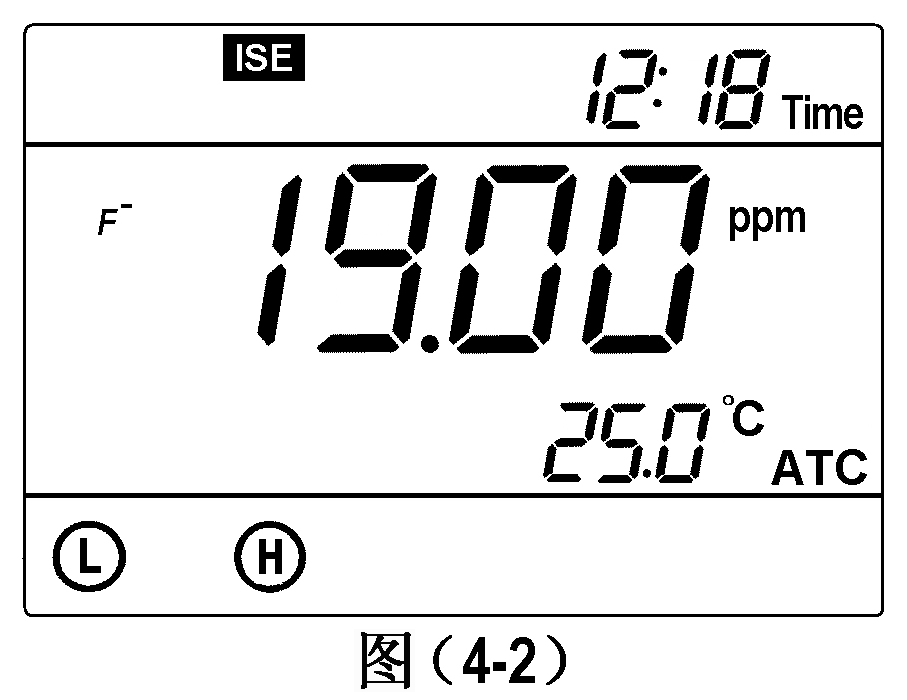 ISE
12:18 Time
F⁻ 19.00 ppm
25.0 °C
ATC
L H
图（4-2）